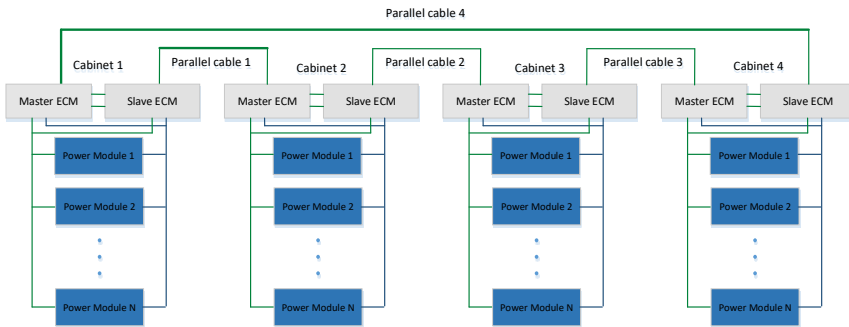 Parallel cable 4
Cabinet 1
Parallel cable 1
Cabinet 2
Parallel cable 2
Cabinet 3
Parallel cable 3
Cabinet 4
Master ECM
Slave ECM
Master ECM
Slave ECM
Master ECM
Slave ECM
Master ECM
Slave ECM
Power Module 1
Power Module 1
Power Module 1
Power Module 1
Power Module 2
Power Module 2
Power Module 2
Power Module 2
Power Module N
Power Module N
Power Module N
Power Module N